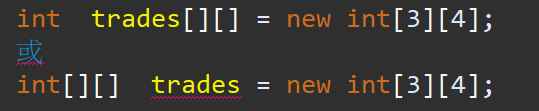 int  trades[][] = new int[3][4];
或
int[][]  trades = new int[3][4];